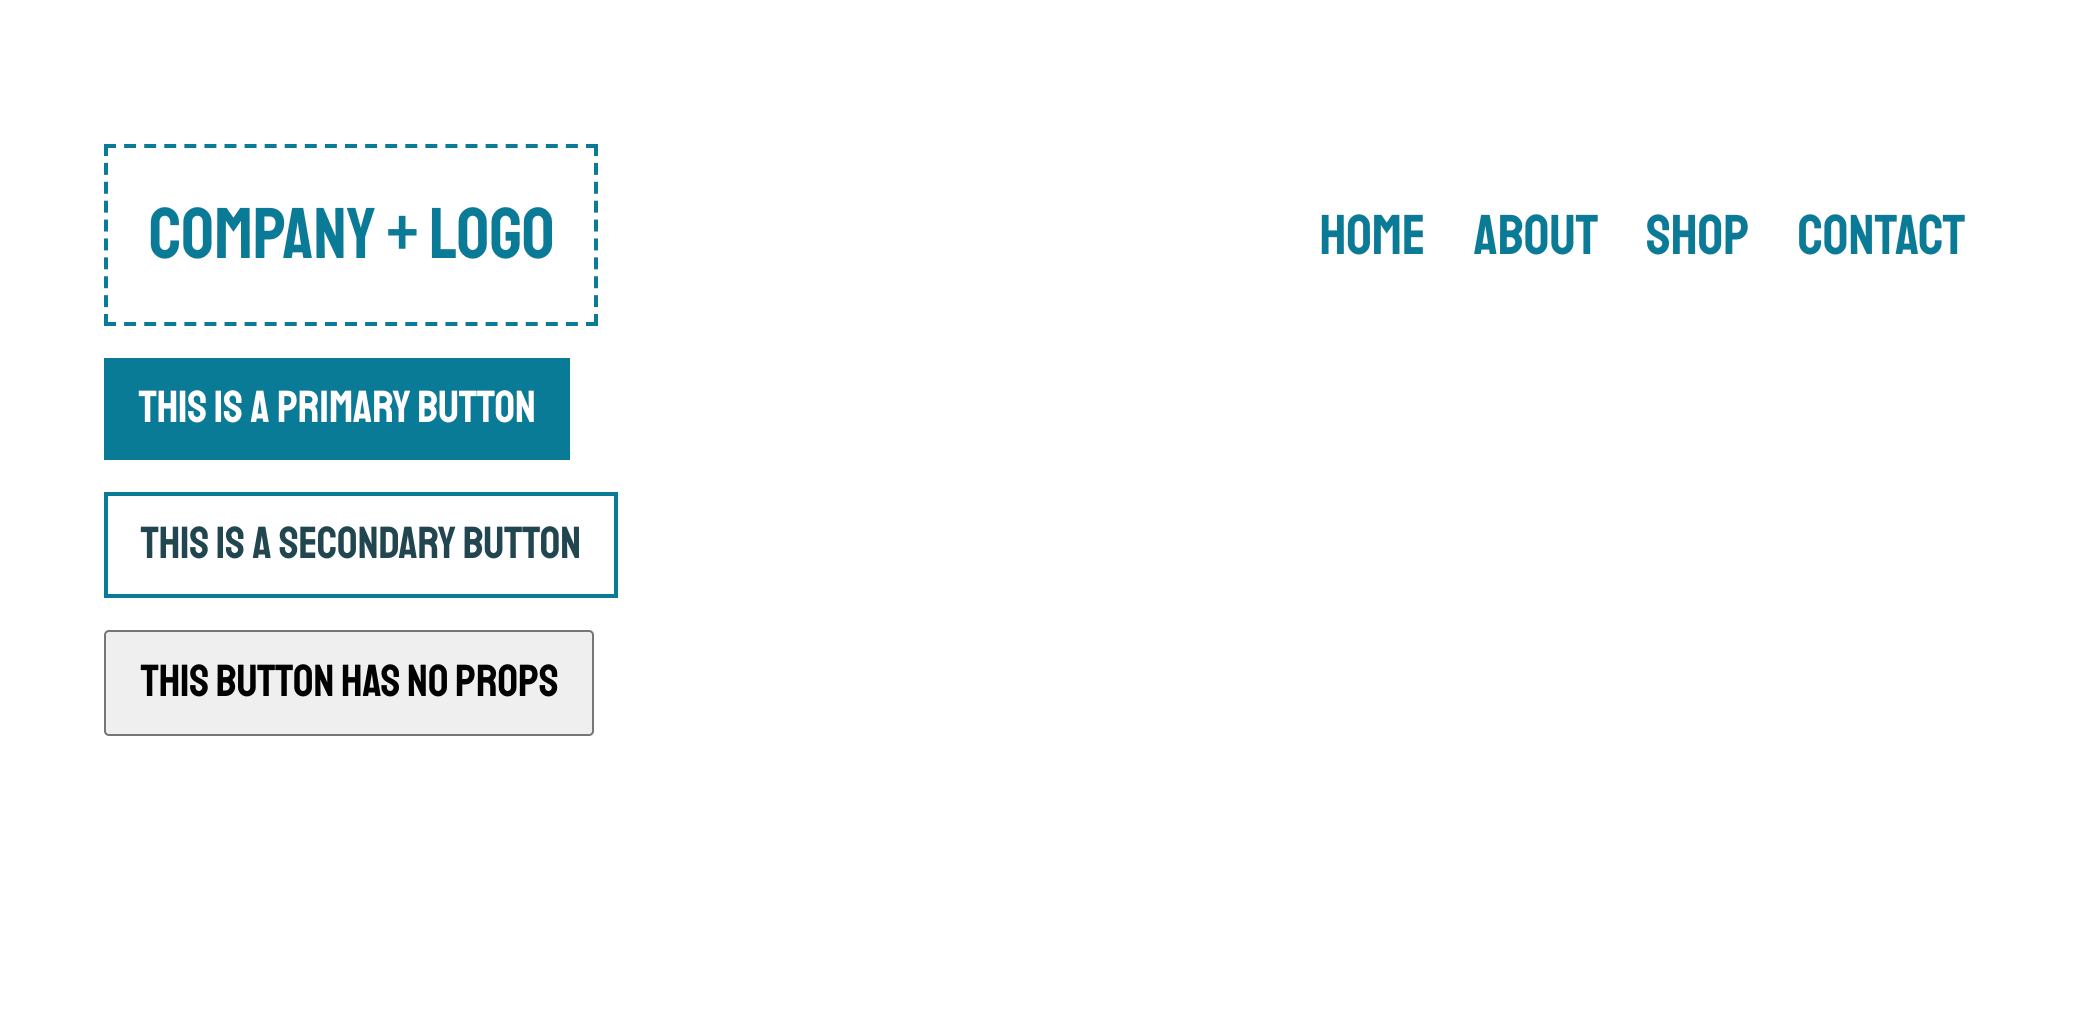 COMPANY + LOGO
HOME ABOUT SHOP CONTACT
THIS IS A PRIMARY BUTTON
THIS IS A SECONDARY BUTTON
THIS BUTTON HAS NO PROPS